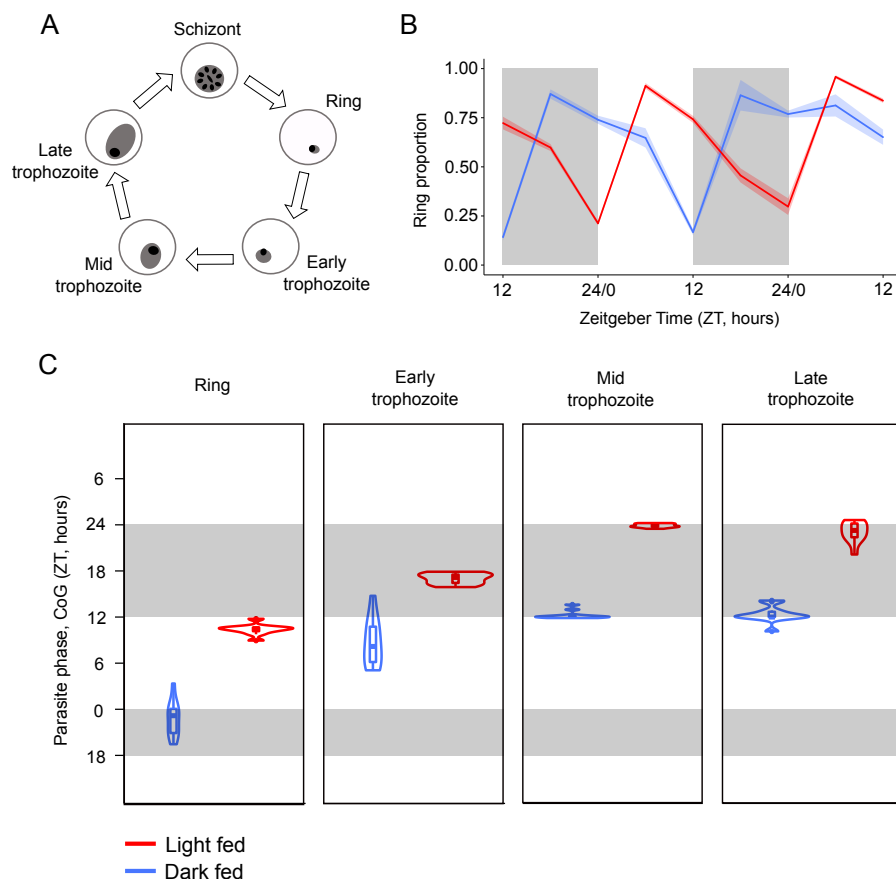 A
Schizont
Ring
Early
trophozoite
Mid
trophozoite
Late
trophozoite
B
Ring proportion
1.00
0.75
0.50
0.25
0.00
12
24/0
12
24/0
12
Zeitgeber Time (ZT, hours)
C
Ring
Early
trophozoite
Mid
trophozoite
Late
trophozoite
Parasite phase, CoG (ZT, hours)
6
24
18
12
6
0
18
Light fed
Dark fed